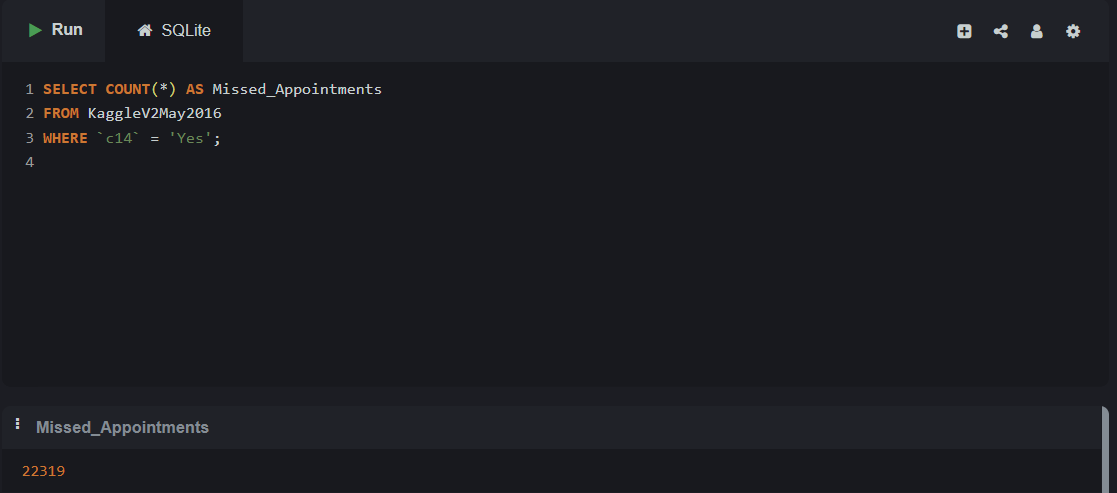 Run SQLite
1 SELECT COUNT(*) AS Missed_Appointments
2 FROM KaggleV2May2016
3 WHERE `c14` = 'Yes';
4
Missed_Appointments
22319